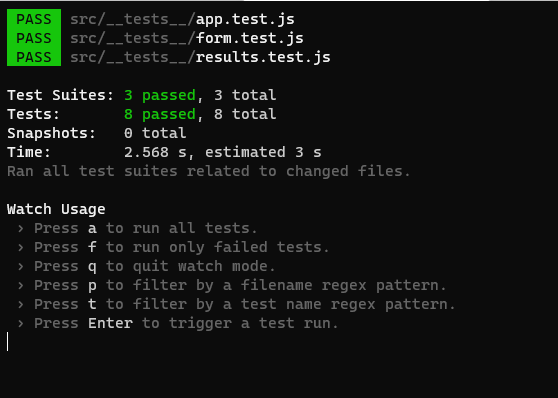 PASS src/__tests__/app.test.js
PASS src/__tests__/form.test.js
PASS src/__tests__/results.test.js
Test Suites: 3 passed, 3 total
Tests: 8 passed, 8 total
Snapshots: 0 total
Time: 2.568 s, estimated 3 s
Ran all test suites related to changed files.
Watch Usage
› Press a to run all tests.
› Press f to run only failed tests.
› Press q to quit watch mode.
› Press p to filter by a filename regex pattern.
› Press t to filter by a test name regex pattern.
› Press Enter to trigger a test run.